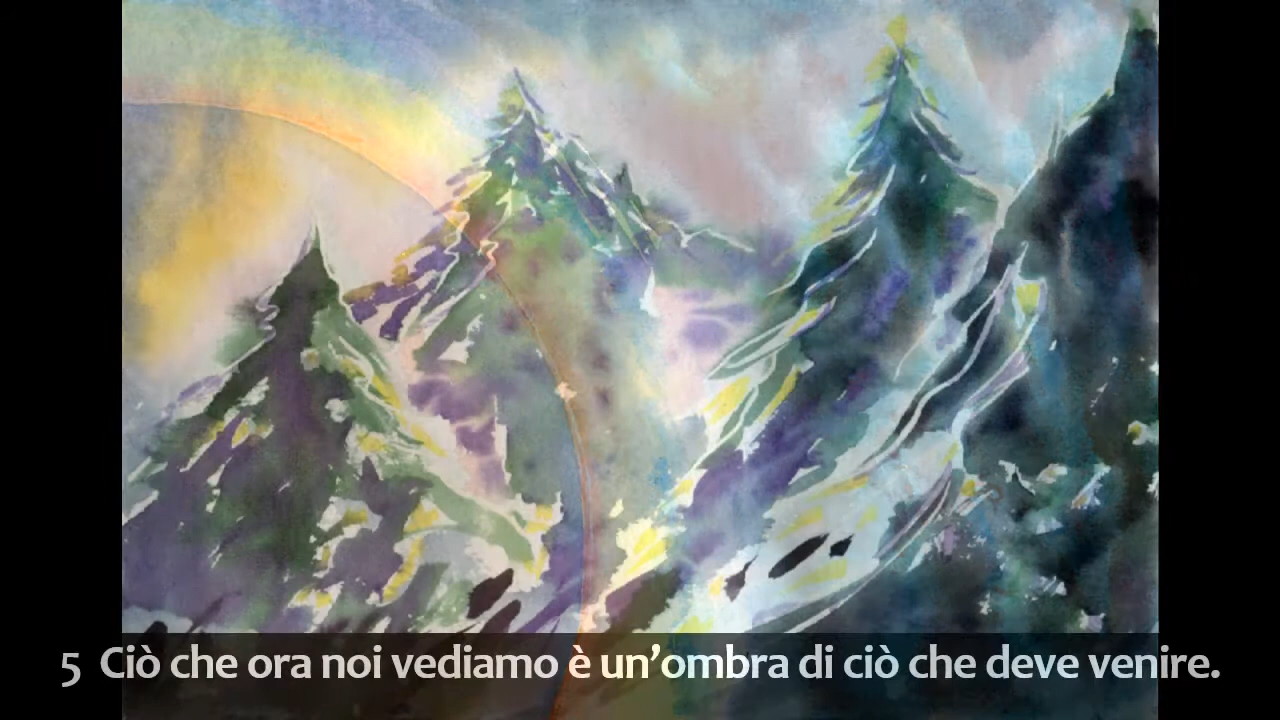 5 Ciò che ora noi vediamo è un’ombra di ciò che deve venire.